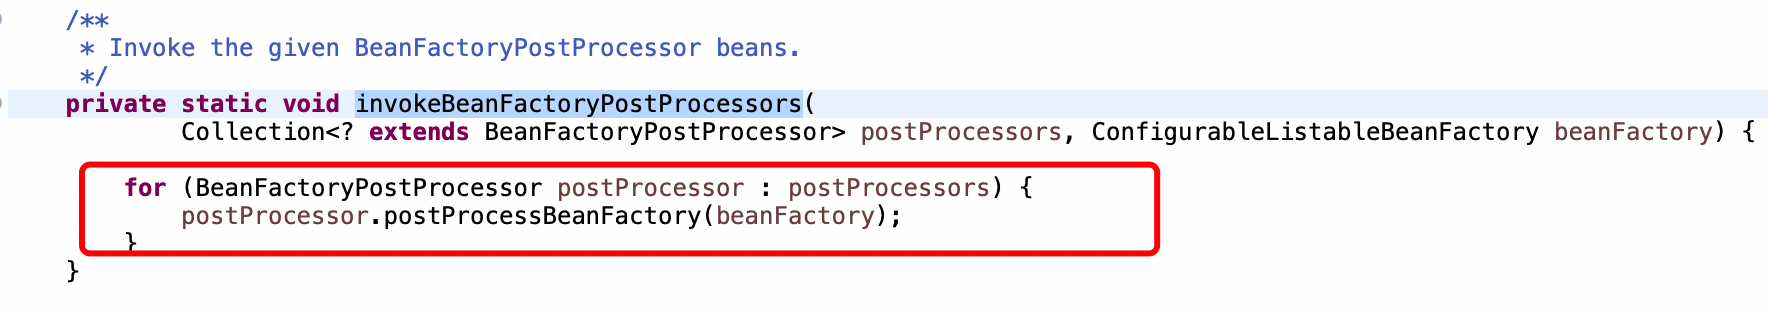 /**
 * Invoke the given BeanFactoryPostProcessor beans.
 */
private static void invokeBeanFactoryPostProcessors(
        Collection<? extends BeanFactoryPostProcessor> postProcessors, ConfigurableListableBeanFactory beanFactory) {
    for (BeanFactoryPostProcessor postProcessor : postProcessors) {
        postProcessor.postProcessBeanFactory(beanFactory);
    }
}